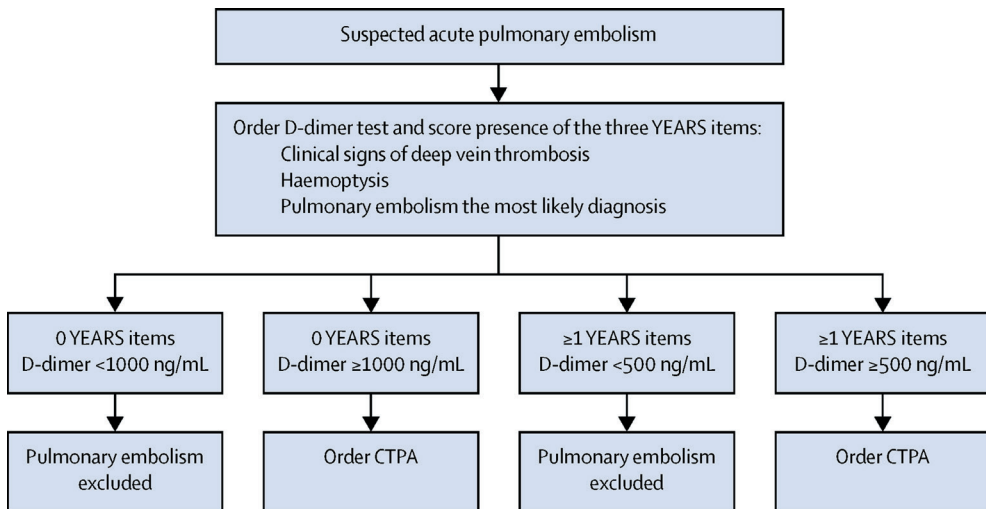 Suspected acute pulmonary embolism
Order D-dimer test and score presence of the three YEARS items:
Clinical signs of deep vein thrombosis
Haemoptysis
Pulmonary embolism the most likely diagnosis
0 YEARS items
D-dimer <1000 ng/mL
0 YEARS items
D-dimer ≥1000 ng/mL
≥1 YEARS items
D-dimer <500 ng/mL
≥1 YEARS items
D-dimer ≥500 ng/mL
Pulmonary embolism
excluded
Order CTPA
Pulmonary embolism
excluded
Order CTPA